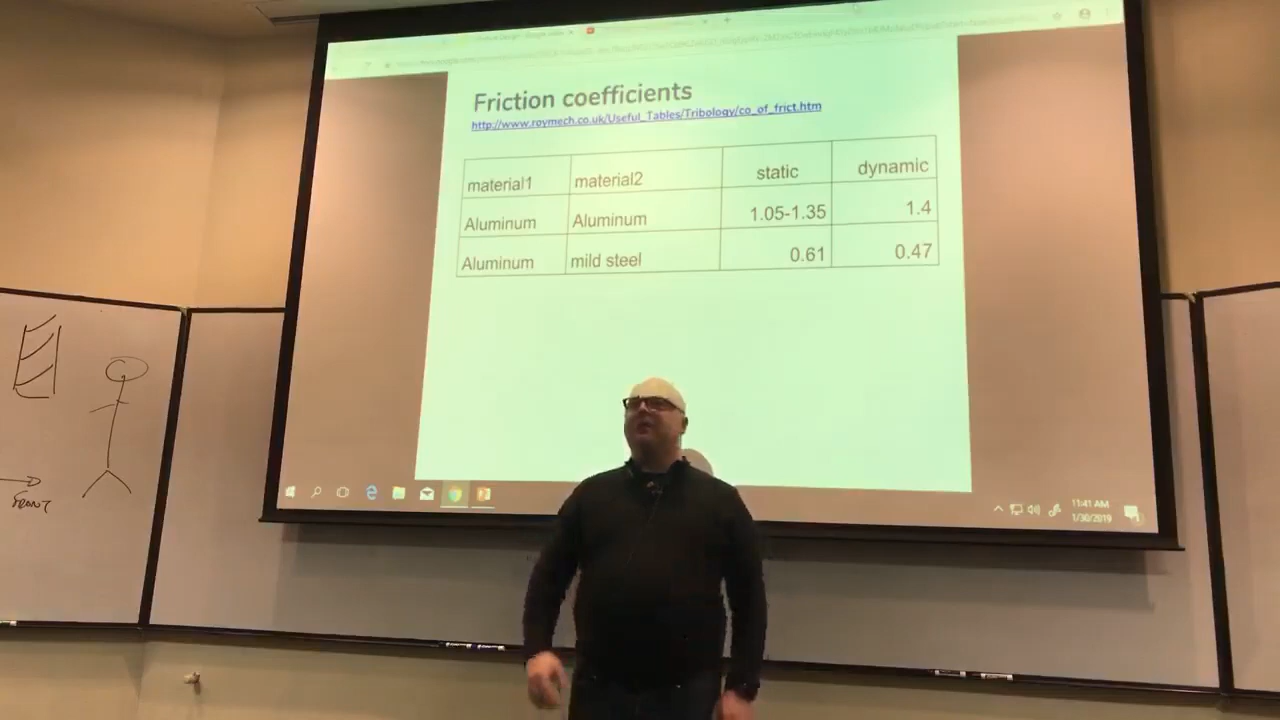 Friction coefficients
http://www.roymech.co.uk/Useful_Tables/Tribology/co_of_frict.htm
material1 material2 static dynamic
Aluminum Aluminum 1.05-1.35 1.4
Aluminum mild steel 0.61 0.47
FRONT
11:41 AM
1/30/2019